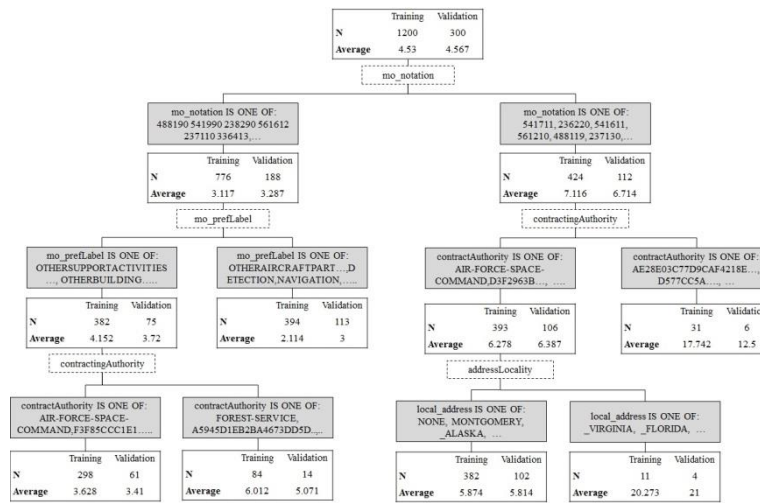 Training Validation
N 1200 300
Average 4.53 4.567
mo_notation
mo_notation IS ONE OF:
488190 541990 238290 561612
237110 336413,…
Training Validation
N 776 188
Average 3.117 3.287
mo_notation IS ONE OF:
541711, 236220, 541611,
561210, 488119, 237130,
…
Training Validation
N 424 112
Average 7.116 6.714
mo_prefLabel
contractingAuthority
mo_prefLabel IS ONE OF:
OTHERSUPPORTACTIVITIES
…, OTHERBUILDING…..
Training Validation
N 382 75
Average 4.152 3.72
mo_prefLabel IS ONE OF:
OTHERAIRCRAFTPART…,D
ETECTION,NAVIGATION,…..
Training Validation
N 394 113
Average 2.114 3
contractAuthority IS ONE OF:
AIR-FORCE-SPACE-
COMMAND,D3F2963B…, …
Training Validation
N 393 106
Average 6.278 6.387
contractAuthority IS ONE OF:
AE28E03C77D9CAF4218E…,
D577CC5A…., …
Training Validation
N 31 6
Average 17.742 12.5
contractingAuthority
addressLocality
contractAuthority IS ONE OF:
AIR-FORCE-SPACE-
COMMAND,F3F85CCC1E1…..
Training Validation
N 298 61
Average 3.628 3.41
contractAuthority IS ONE OF:
FOREST-SERVICE,
A5945D1EB2BA4673DD5D..,..
Training Validation
N 84 14
Average 6.012 5.071
local_address IS ONE OF:
NONE, MONTGOMERY,
_ALASKA, …
Training Validation
N 382 102
Average 5.874 5.814
local_address IS ONE OF:
_VIRGINIA, _FLORIDA, …
Training Validation
N 11 4
Average 20.273 21